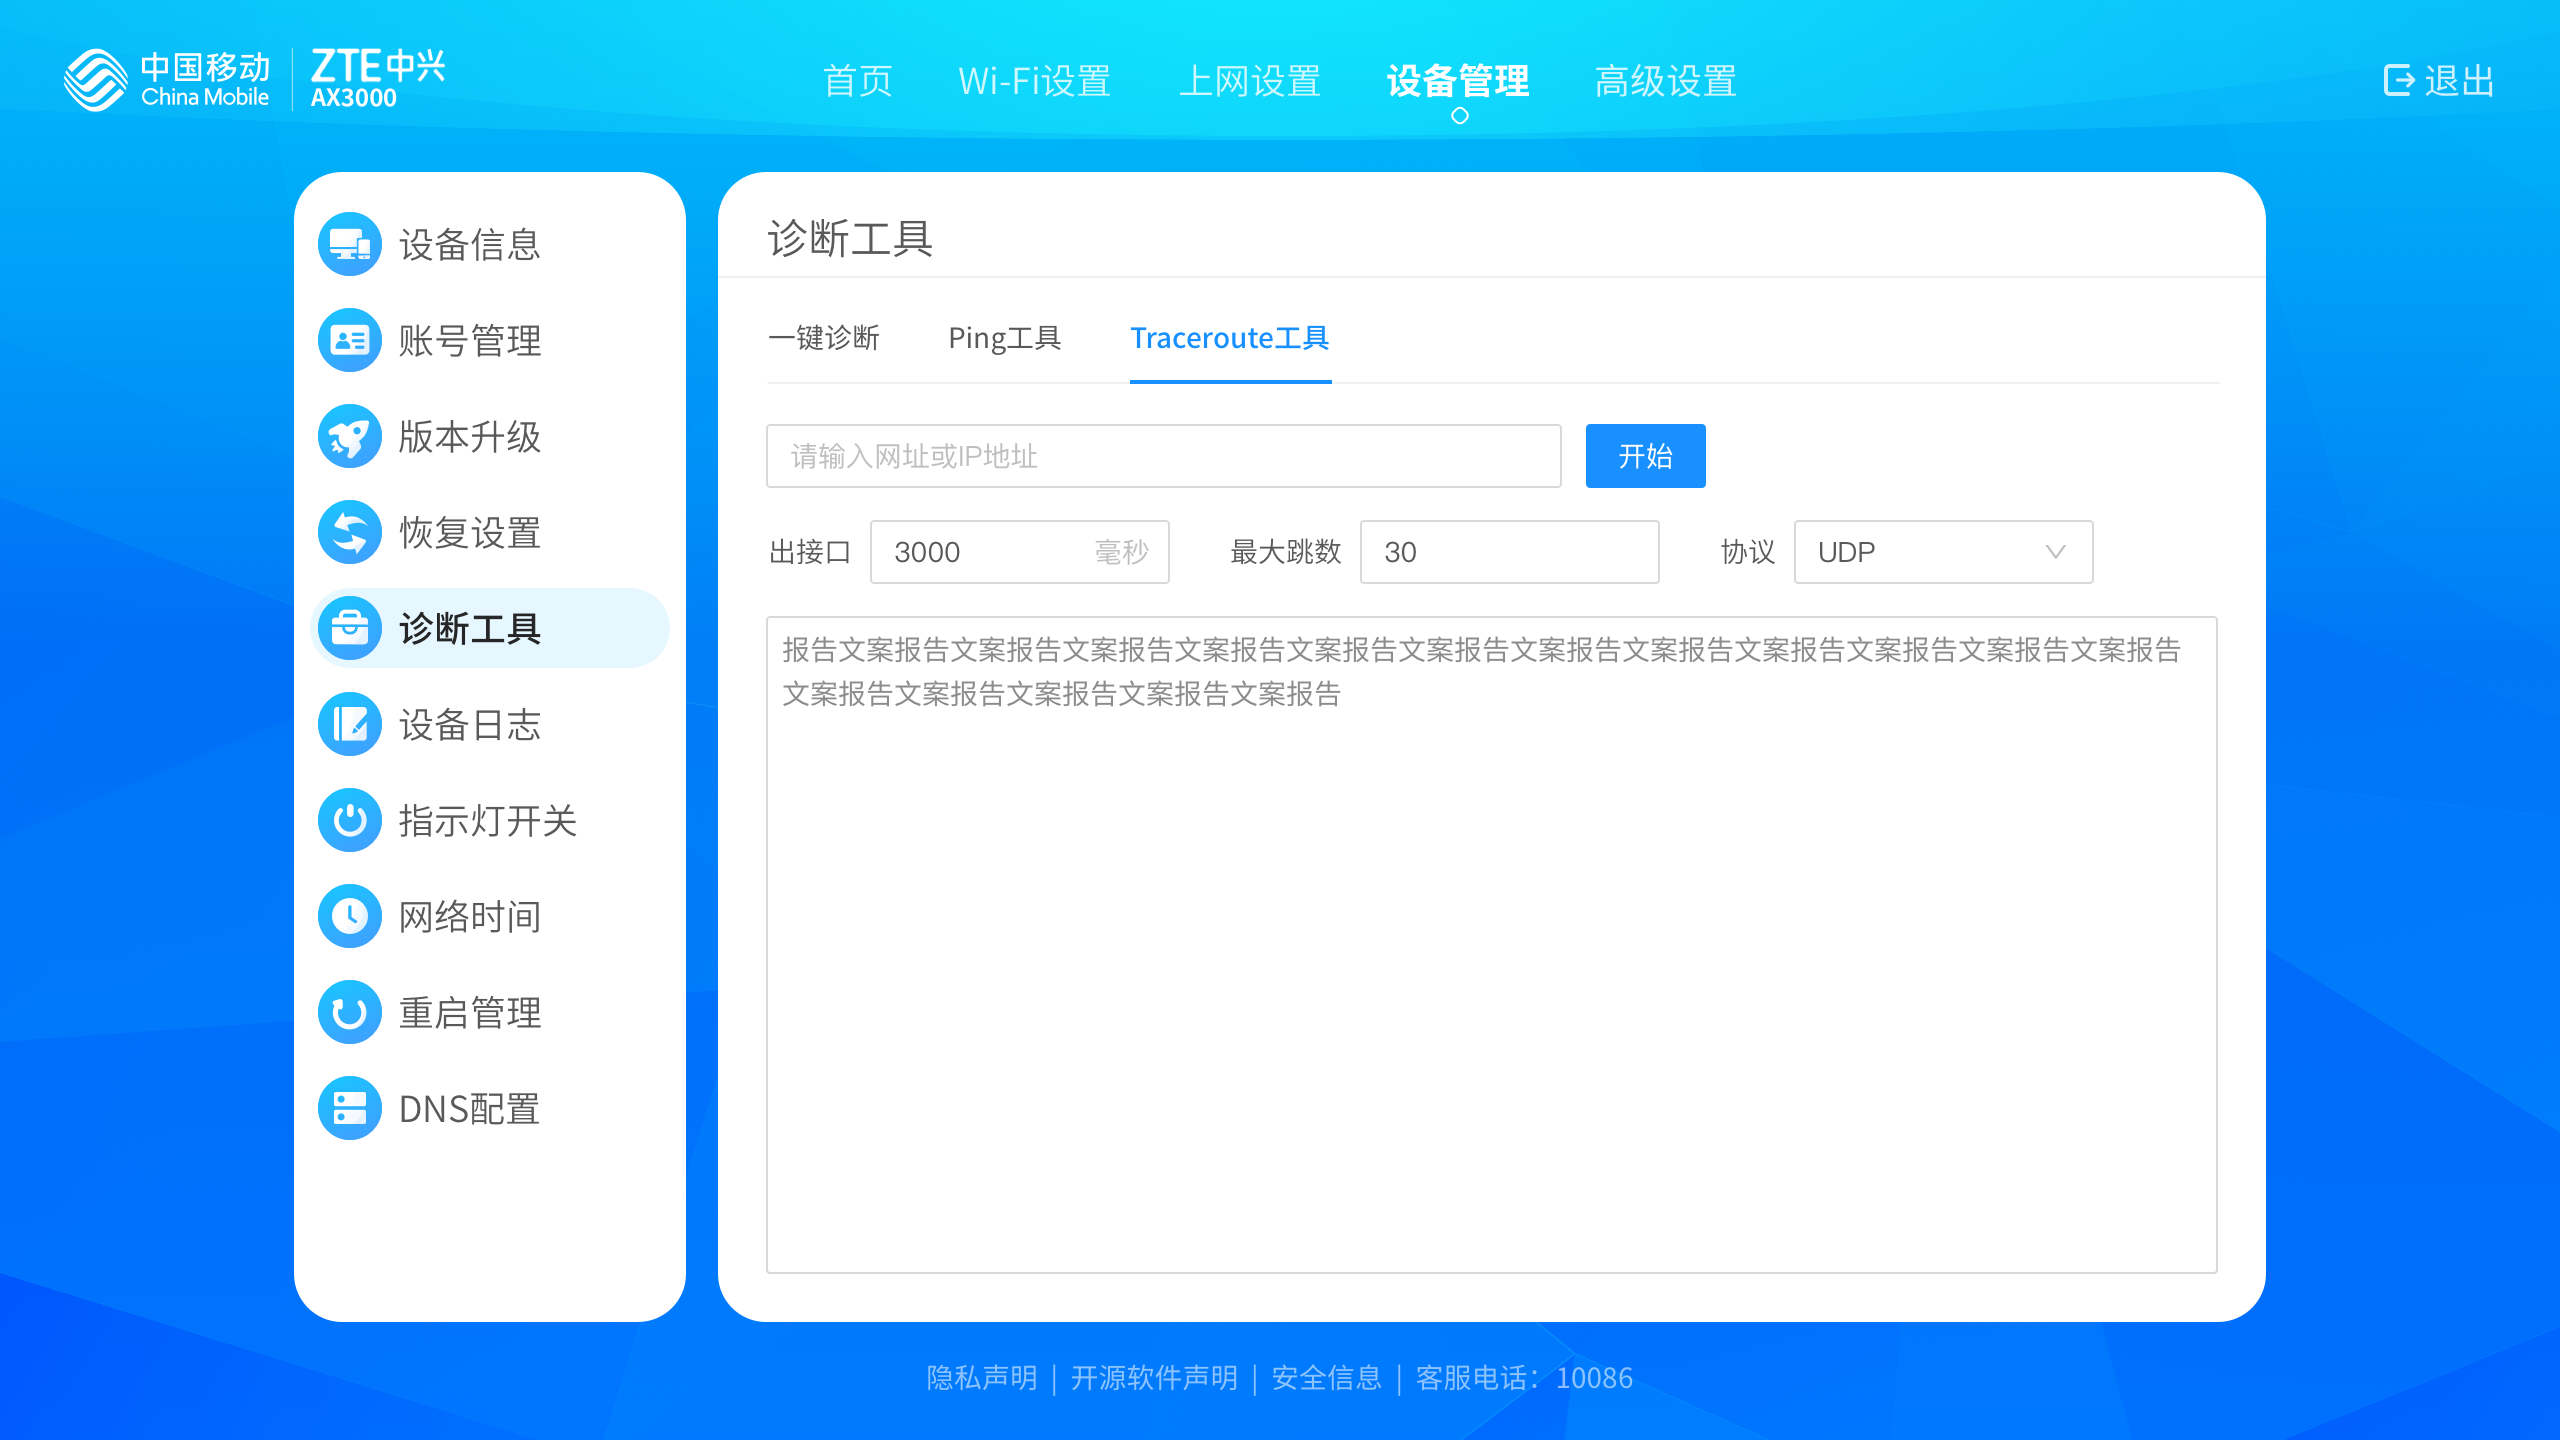 中国移动
China Mobile
ZTE中兴
AX3000
首页
Wi-Fi设置
上网设置
设备管理
高级设置
退出
设备信息
账号管理
版本升级
恢复设置
诊断工具
设备日志
指示灯开关
网络时间
重启管理
DNS配置
诊断工具
一键诊断
Ping工具
Traceroute工具
请输入网址或IP地址
开始
出接口
3000
毫秒
最大跳数
30
协议
UDP
报告文案报告文案报告文案报告文案报告文案报告文案报告文案报告文案报告文案报告文案报告文案报告文案报告
文案报告文案报告文案报告文案报告文案报告
隐私声明 | 开源软件声明 | 安全信息 | 客服电话：10086